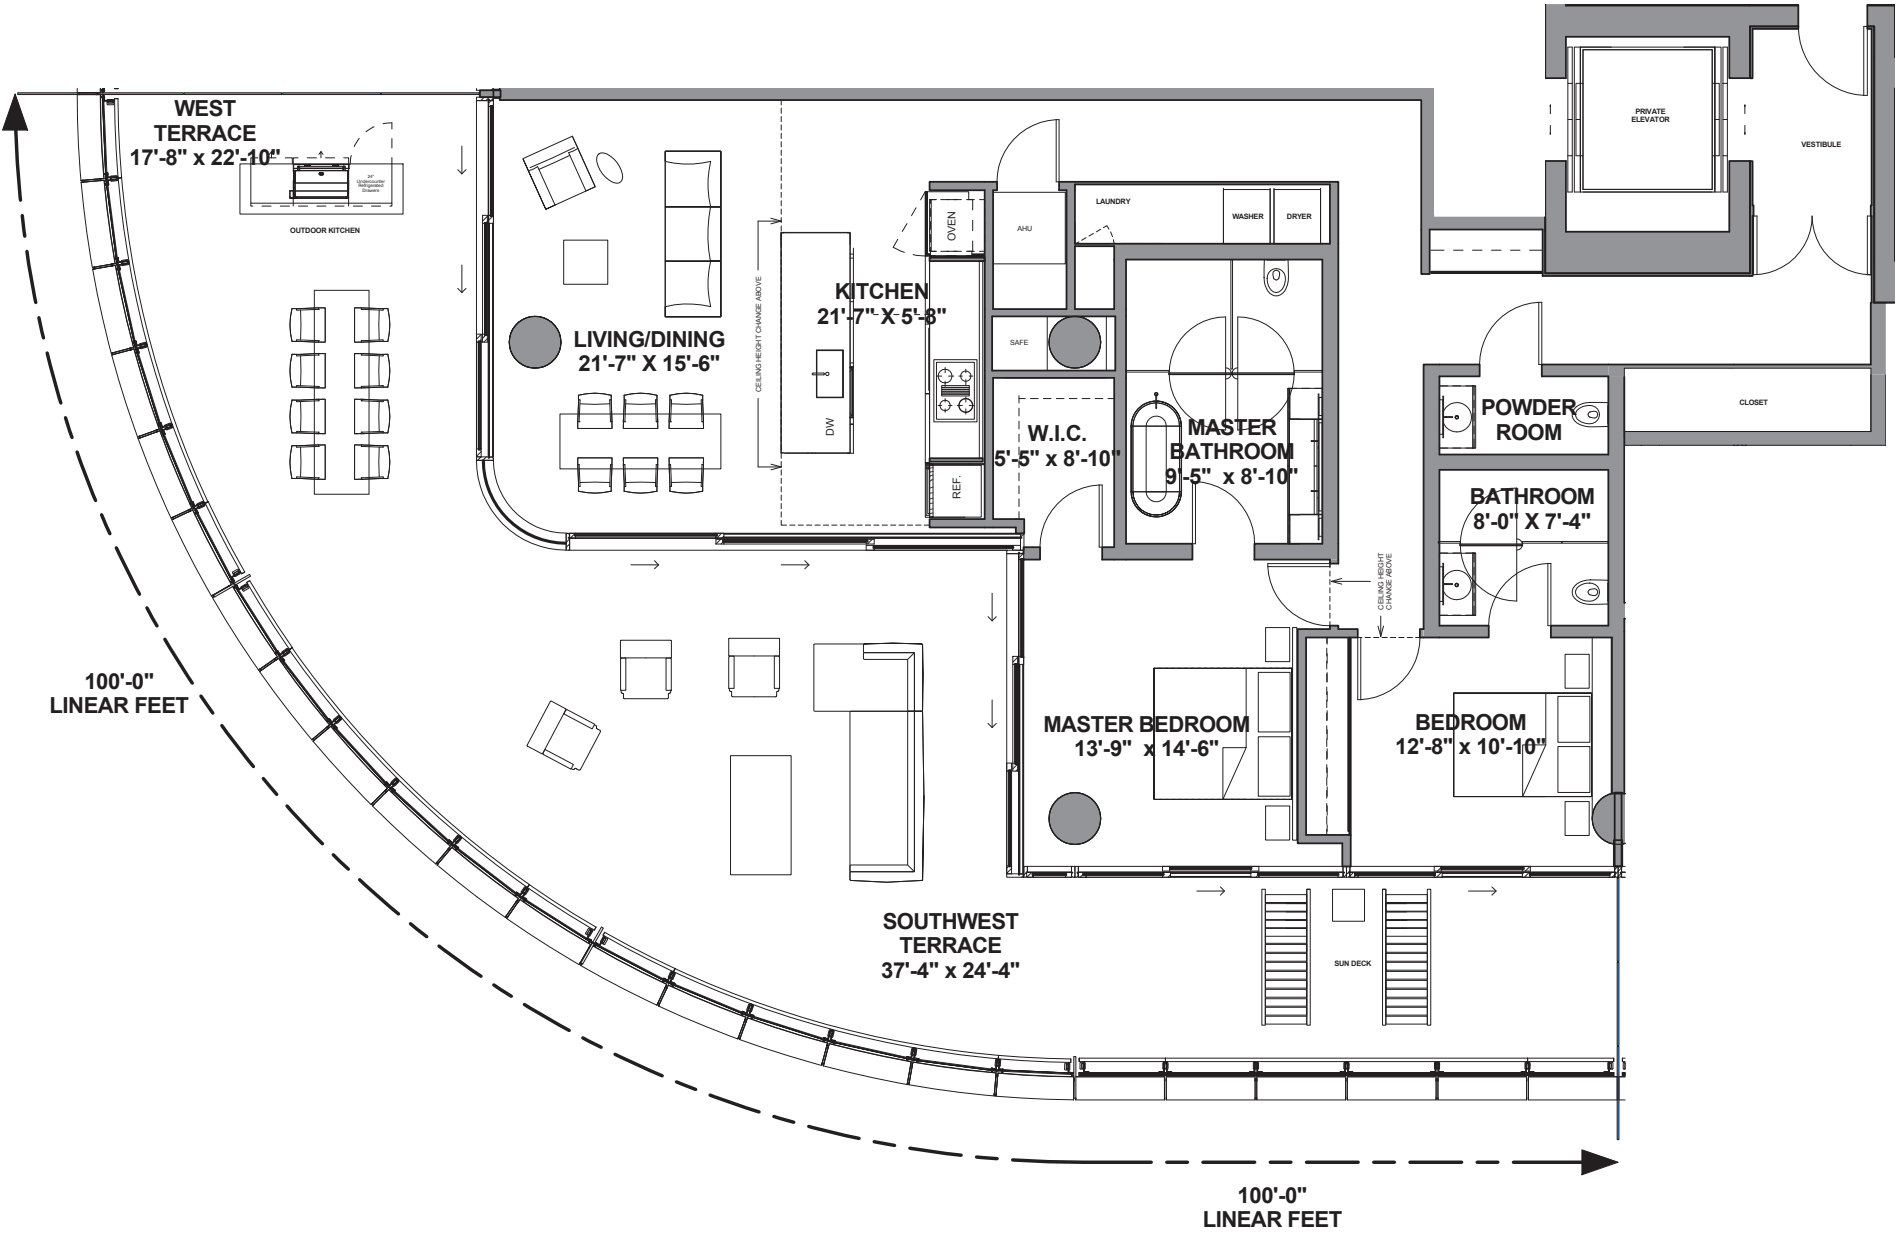 WEST
TERRACE
17'-8" x 22'-10"
24"
Undercounter
Refrigerated
Drawers
OUTDOOR KITCHEN
LIVING/DINING
21'-7" X 15'-6"
CEILING HEIGHT CHANGE ABOVE
KITCHEN
21'-7" X 5'-8"
DW
OVEN
REF.
AHU
LAUNDRY
WASHER
DRYER
SAFE
W.I.C.
5'-5" x 8'-10"
MASTER
BATHROOM
9'-5" x 8'-10"
PRIVATE
ELEVATOR
VESTIBULE
CLOSET
POWDER
ROOM
BATHROOM
8'-0" X 7'-4"
CEILING HEIGHT
CHANGE ABOVE
MASTER BEDROOM
13'-9" x 14'-6"
BEDROOM
12'-8" x 10'-10"
100'-0"
LINEAR FEET
SOUTHWEST
TERRACE
37'-4" x 24'-4"
SUN DECK
100'-0"
LINEAR FEET